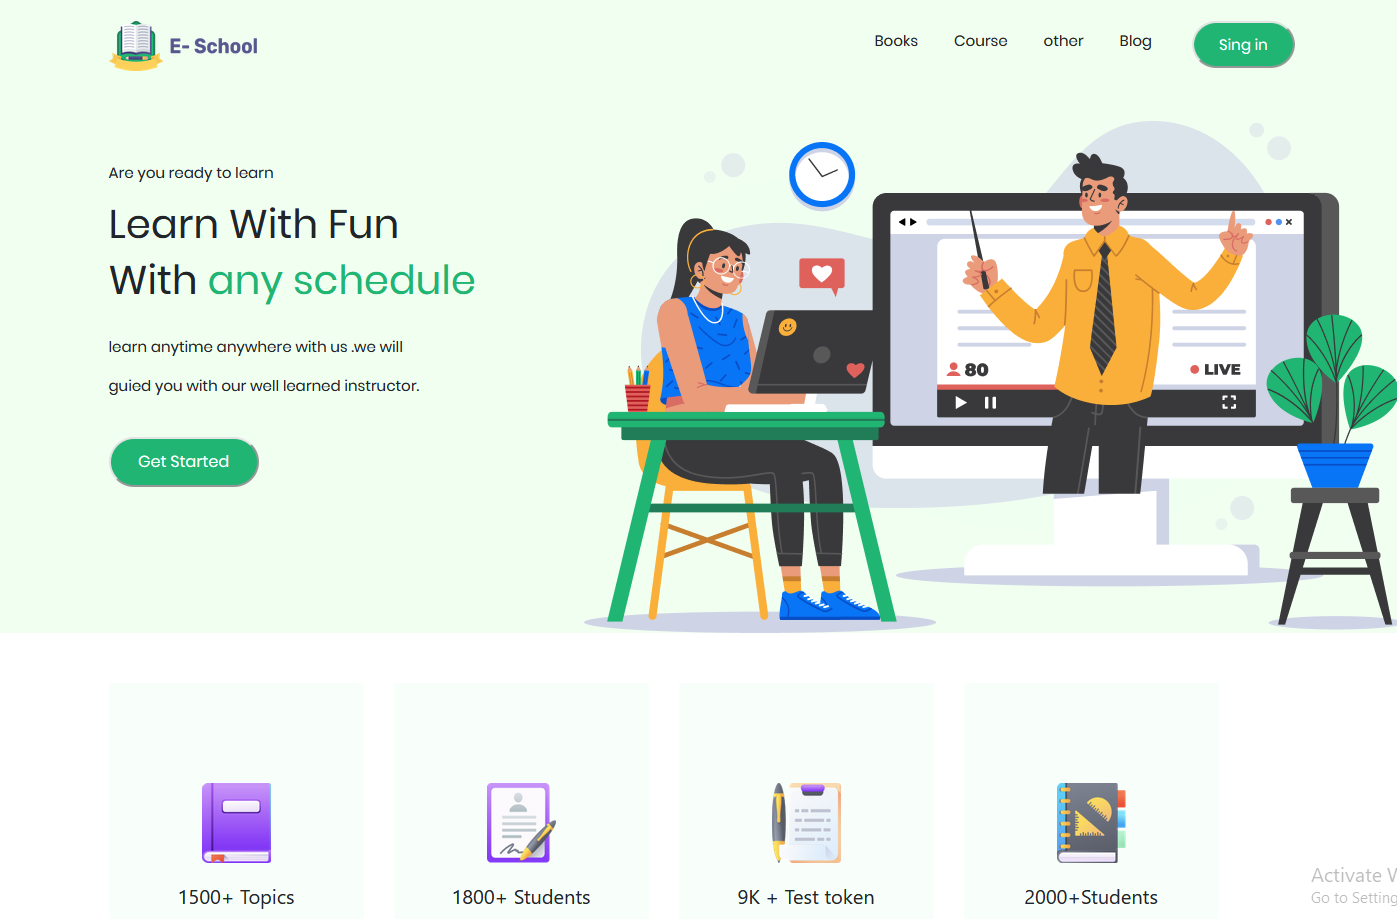 E- School
Books Course other Blog Sing in
Are you ready to learn
Learn With Fun
With any schedule
learn anytime anywhere with us .we will
guied you with our well learned instructor.
Get Started
80
LIVE
1500+ Topics
1800+ Students
9K + Test token
2000+Students
Activate
Go to Setting